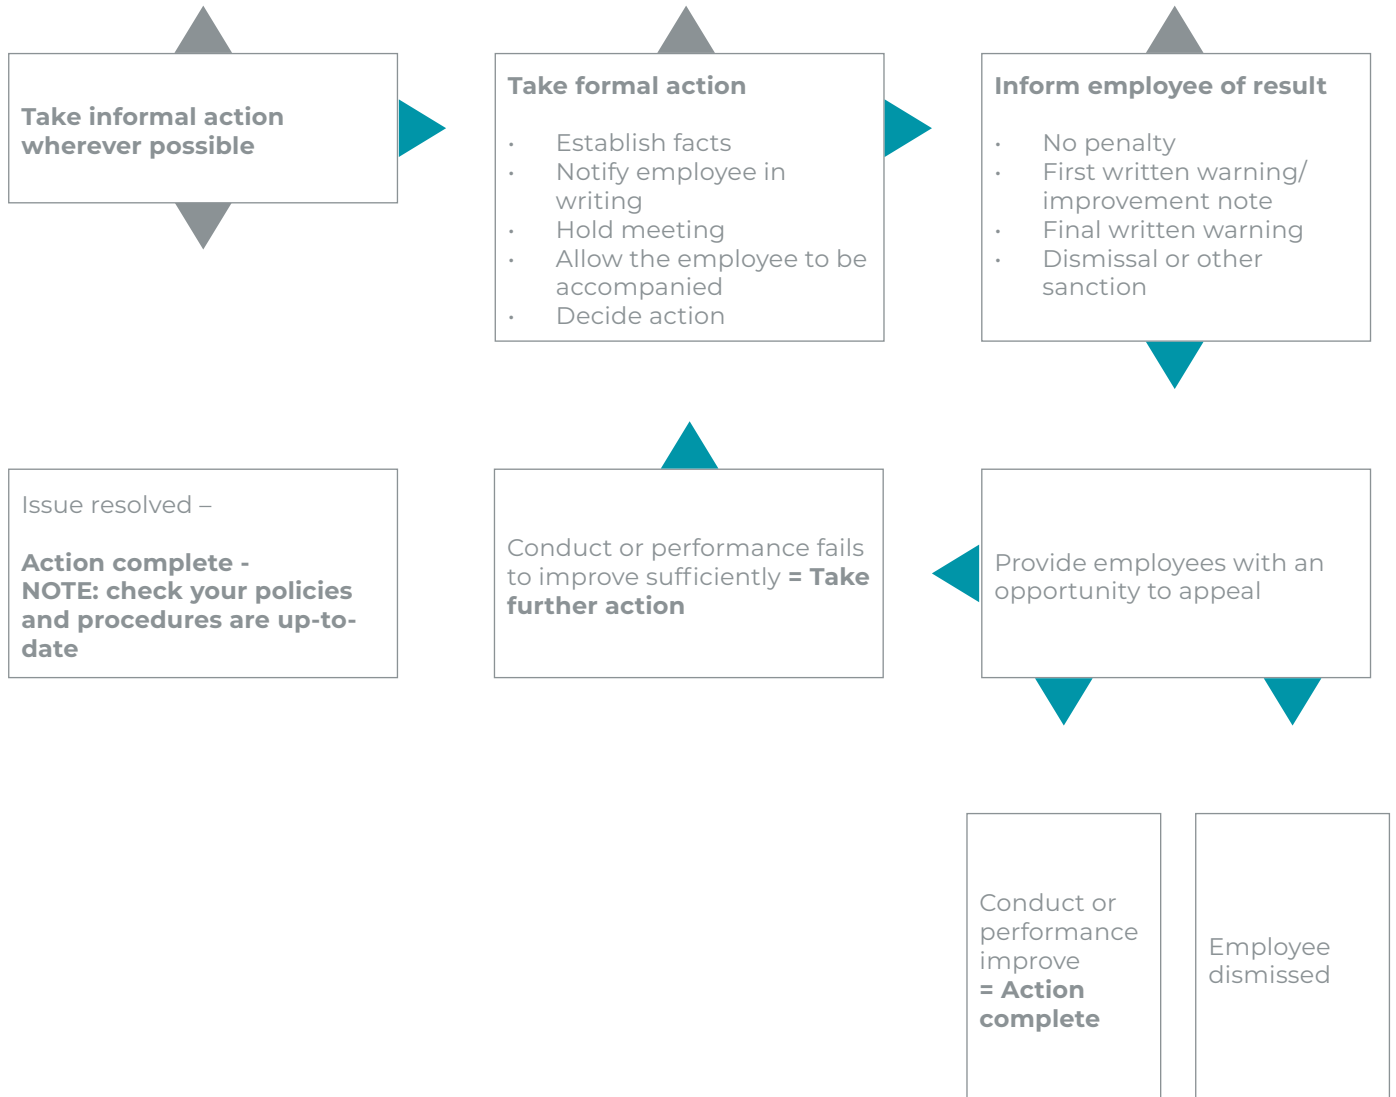 Take informal action
wherever possible
Take formal action
• Establish facts
• Notify employee in
writing
• Hold meeting
• Allow the employee to be
accompanied
• Decide action
Inform employee of result
• No penalty
• First written warning/
improvement note
• Final written warning
• Dismissal or other
sanction
Issue resolved –
Action complete -
NOTE: check your policies
and procedures are up-to-
date
Conduct or performance fails
to improve sufficiently = Take
further action
Provide employees with an
opportunity to appeal
Conduct or
performance
improve
= Action
complete
Employee
dismissed